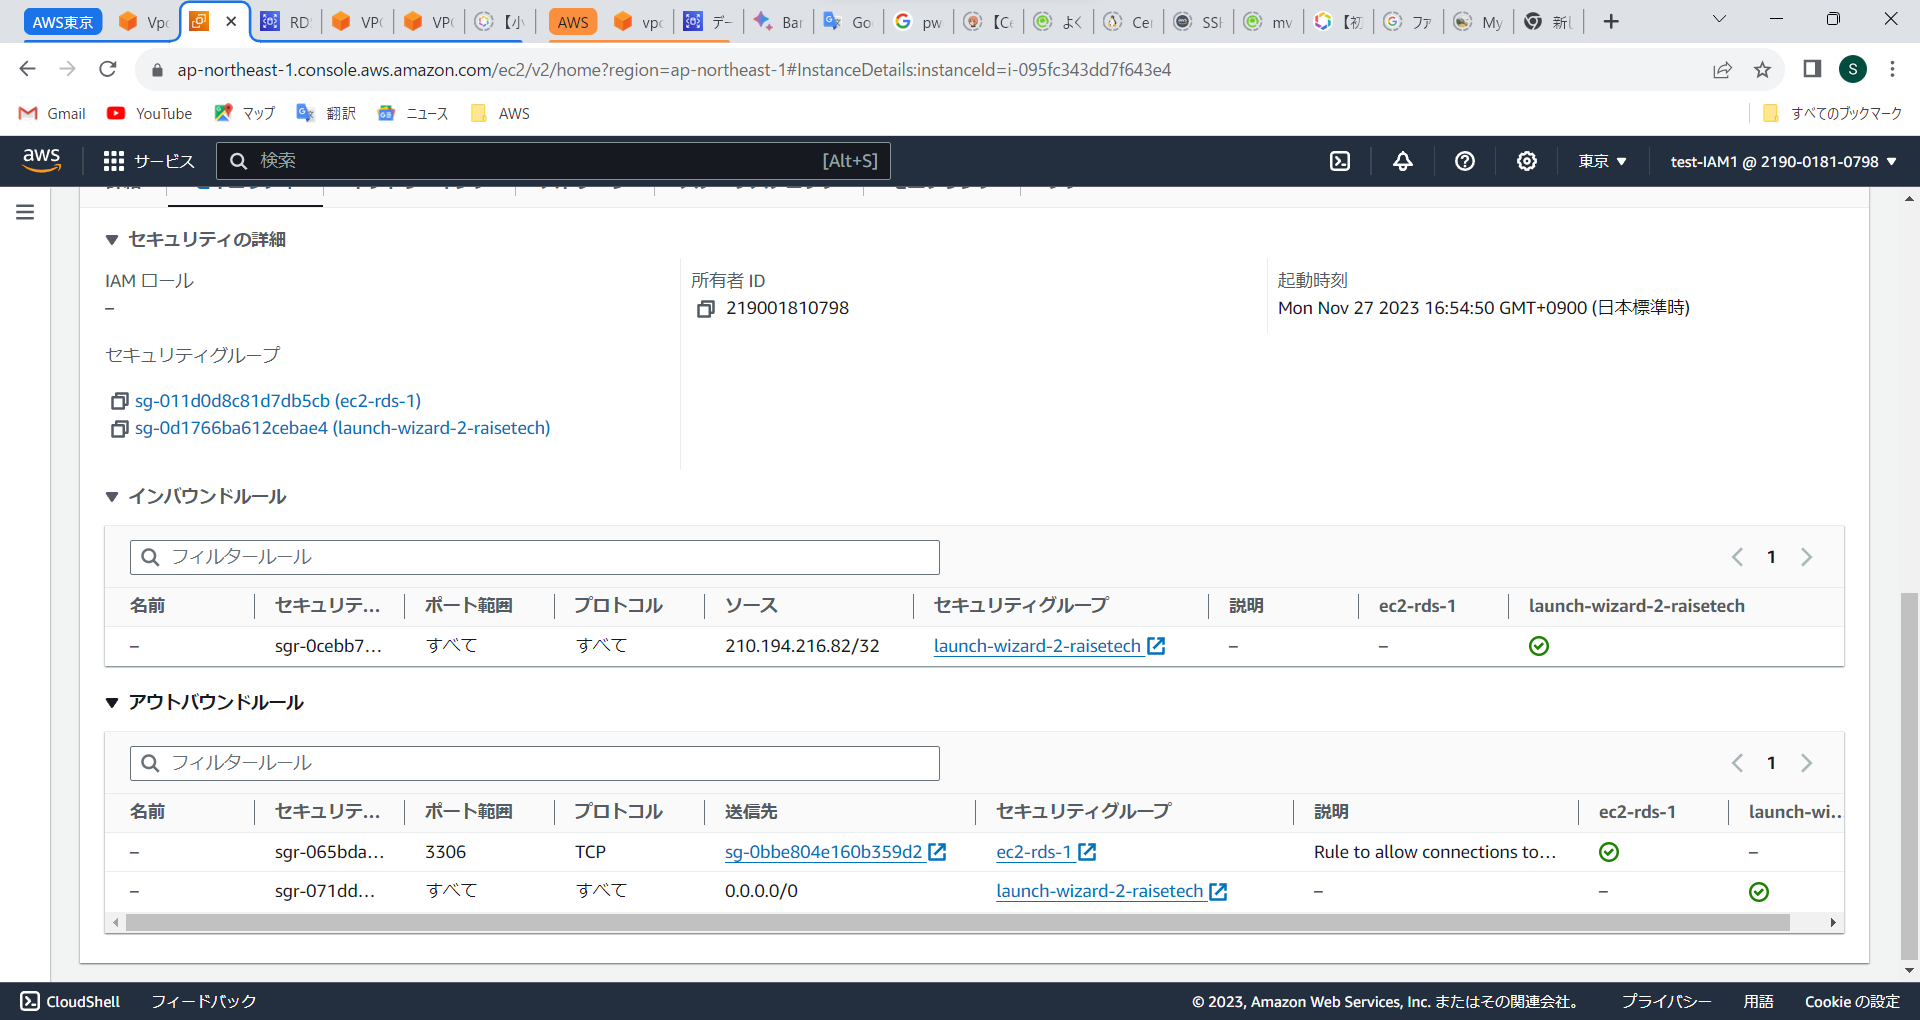 AWS東京 Vpc RD VPC VPC 【小 AWS vpc デー Bar Go pw 【Ce よく Cer SSH mv 【初 ファ My 新し
ap-northeast-1.console.aws.amazon.com/ec2/v2/home?region=ap-northeast-1#InstanceDetails:instanceId=i-095fc343dd7f643e4 S
Gmail YouTube マップ 翻訳 ニュース AWS すべてのブックマーク
aws サービス 検索 [Alt+S] 東京 ▼ test-IAM1 @ 2190-0181-0798 ▼
▼ セキュリティの詳細
IAM ロール 所有者 ID 起動時刻
– 219001810798 Mon Nov 27 2023 16:54:50 GMT+0900 (日本標準時)
セキュリティグループ
sg-011d0d8c81d7db5cb (ec2-rds-1)
sg-0d1766ba612cebae4 (launch-wizard-2-raisetech)
▼ インバウンドルール
フィルタールール 1
名前 セキュリテ... ポート範囲 プロトコル ソース セキュリティグループ 説明 ec2-rds-1 launch-wizard-2-raisetech
– sgr-0cebb7... すべて すべて 210.194.216.82/32 launch-wizard-2-raisetech – –
▼ アウトバウンドルール
フィルタールール 1
名前 セキュリテ... ポート範囲 プロトコル 送信先 セキュリティグループ 説明 ec2-rds-1 launch-wi...
– sgr-065bda... 3306 TCP sg-0bbe804e160b359d2 ec2-rds-1 Rule to allow connections to... –
– sgr-071dd... すべて すべて 0.0.0.0/0 launch-wizard-2-raisetech – –
CloudShell フィードバック © 2023, Amazon Web Services, Inc. またはその関連会社。 プライバシー 用語 Cookie の設定